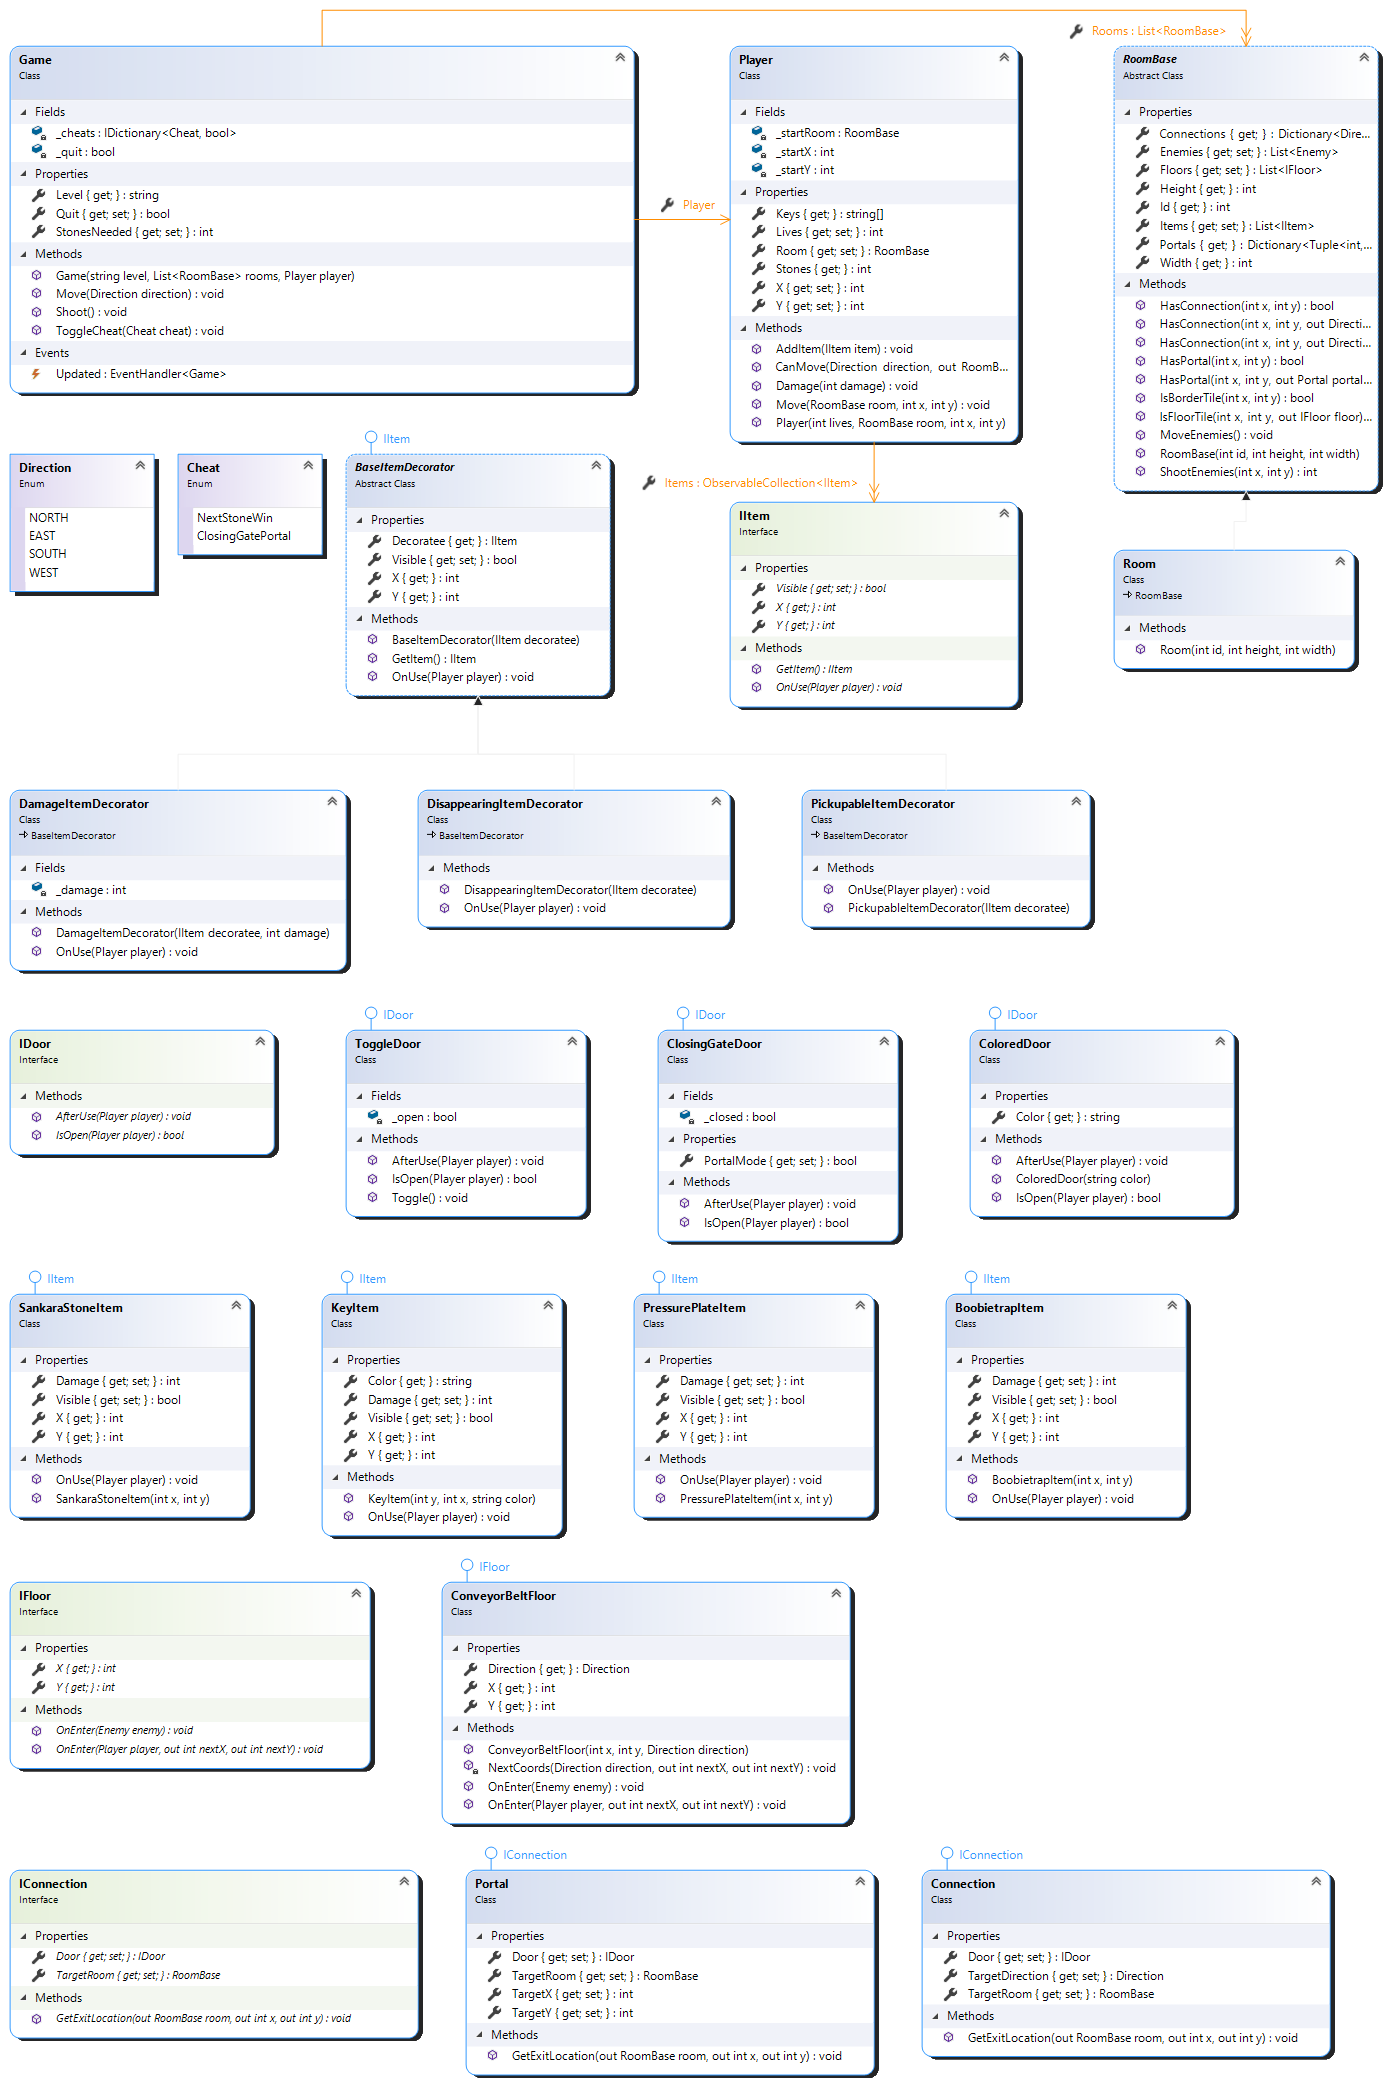 Rooms : List<RoomBase>
Game
Class
Fields
_cheats : IDictionary<Cheat, bool>
_quit : bool
Properties
Level { get; } : string
Quit { get; set; } : bool
StonesNeeded { get; set; } : int
Methods
Game(string level, List<RoomBase> rooms, Player player)
Move(Direction direction) : void
Shoot() : void
ToggleCheat(Cheat cheat) : void
Events
Updated : EventHandler<Game>
Player
Player
Class
Fields
_startRoom : RoomBase
_startX : int
_startY : int
Properties
Keys { get; } : string[]
Lives { get; set; } : int
Room { get; set; } : RoomBase
Stones { get; } : int
X { get; set; } : int
Y { get; set; } : int
Methods
AddItem(IItem item) : void
CanMove(Direction direction, out RoomB...
Damage(int damage) : void
Move(RoomBase room, int x, int y) : void
Player(int lives, RoomBase room, int x, int y)
RoomBase
Abstract Class
Properties
Connections { get; } : Dictionary<Dire...
Enemies { get; set; } : List<Enemy>
Floors { get; set; } : List<IFloor>
Height { get; } : int
Id { get; } : int
Items { get; set; } : List<IItem>
Portals { get; } : Dictionary<Tuple<int,...
Width { get; } : int
Methods
HasConnection(int x, int y) : bool
HasConnection(int x, int y, out Directi...
HasConnection(int x, int y, out Directi...
HasPortal(int x, int y) : bool
HasPortal(int x, int y, out Portal portal...
IsBorderTile(int x, int y) : bool
IsFloorTile(int x, int y, out IFloor floor)...
MoveEnemies() : void
RoomBase(int id, int height, int width)
ShootEnemies(int x, int y) : int
Direction
Enum
NORTH
EAST
SOUTH
WEST
Cheat
Enum
NextStoneWin
ClosingGatePortal
IItem
BaseItemDecorator
Abstract Class
Properties
Decoratee { get; } : IItem
Visible { get; set; } : bool
X { get; } : int
Y { get; } : int
Methods
BaseItemDecorator(IItem decoratee)
GetItem() : IItem
OnUse(Player player) : void
Items : ObservableCollection<IItem>
IItem
Interface
Properties
Visible { get; set; } : bool
X { get; } : int
Y { get; } : int
Methods
GetItem() : IItem
OnUse(Player player) : void
Room
Class
RoomBase
Methods
Room(int id, int height, int width)
DamageItemDecorator
Class
BaseItemDecorator
Fields
_damage : int
Methods
DamageItemDecorator(IItem decoratee, int damage)
OnUse(Player player) : void
DisappearingItemDecorator
Class
BaseItemDecorator
Methods
DisappearingItemDecorator(IItem decoratee)
OnUse(Player player) : void
PickupableItemDecorator
Class
BaseItemDecorator
Methods
OnUse(Player player) : void
PickupableItemDecorator(IItem decoratee)
IDoor
Interface
Methods
AfterUse(Player player) : void
IsOpen(Player player) : bool
IDoor
ToggleDoor
Class
Fields
_open : bool
Methods
AfterUse(Player player) : void
IsOpen(Player player) : bool
Toggle() : void
IDoor
ClosingGateDoor
Class
Fields
_closed : bool
Properties
PortalMode { get; set; } : bool
Methods
AfterUse(Player player) : void
IsOpen(Player player) : bool
IDoor
ColoredDoor
Class
Properties
Color { get; } : string
Methods
AfterUse(Player player) : void
ColoredDoor(string color)
IsOpen(Player player) : bool
IItem
SankaraStoneItem
Class
Properties
Damage { get; set; } : int
Visible { get; set; } : bool
X { get; } : int
Y { get; } : int
Methods
OnUse(Player player) : void
SankaraStoneItem(int x, int y)
IItem
KeyItem
Class
Properties
Color { get; } : string
Damage { get; set; } : int
Visible { get; set; } : bool
X { get; } : int
Y { get; } : int
Methods
KeyItem(int y, int x, string color)
OnUse(Player player) : void
IItem
PressurePlateItem
Class
Properties
Damage { get; set; } : int
Visible { get; set; } : bool
X { get; } : int
Y { get; } : int
Methods
OnUse(Player player) : void
PressurePlateItem(int x, int y)
IItem
BoobietrapItem
Class
Properties
Damage { get; set; } : int
Visible { get; set; } : bool
X { get; } : int
Y { get; } : int
Methods
BoobietrapItem(int x, int y)
OnUse(Player player) : void
IFloor
Interface
Properties
X { get; } : int
Y { get; } : int
Methods
OnEnter(Enemy enemy) : void
OnEnter(Player player, out int nextX, out int nextY) : void
IFloor
ConveyorBeltFloor
Class
Properties
Direction { get; } : Direction
X { get; } : int
Y { get; } : int
Methods
ConveyorBeltFloor(int x, int y, Direction direction)
NextCoords(Direction direction, out int nextX, out int nextY) : void
OnEnter(Enemy enemy) : void
OnEnter(Player player, out int nextX, out int nextY) : void
IConnection
Interface
Properties
Door { get; set; } : IDoor
TargetRoom { get; set; } : RoomBase
Methods
GetExitLocation(out RoomBase room, out int x, out int y) : void
IConnection
Portal
Class
Properties
Door { get; set; } : IDoor
TargetRoom { get; set; } : RoomBase
TargetX { get; set; } : int
TargetY { get; set; } : int
Methods
GetExitLocation(out RoomBase room, out int x, out int y) : void
IConnection
Connection
Class
Properties
Door { get; set; } : IDoor
TargetDirection { get; set; } : Direction
TargetRoom { get; set; } : RoomBase
Methods
GetExitLocation(out RoomBase room, out int x, out int y) : void